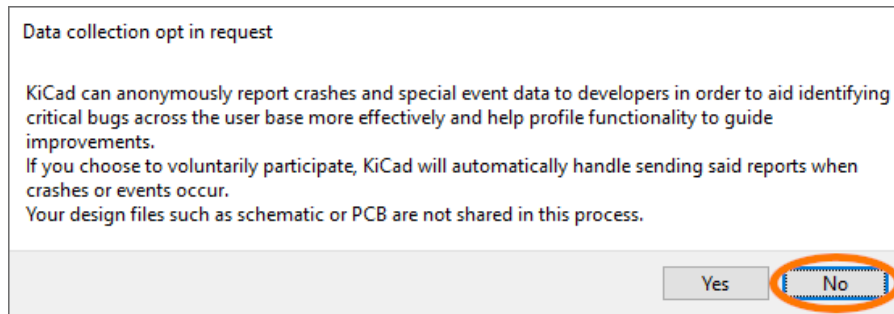 Data collection opt in request
KiCad can anonymously report crashes and special event data to developers in order to aid identifying
critical bugs across the user base more effectively and help profile functionality to guide
improvements.
If you choose to voluntarily participate, KiCad will automatically handle sending said reports when
crashes or events occur.
Your design files such as schematic or PCB are not shared in this process.
Yes No